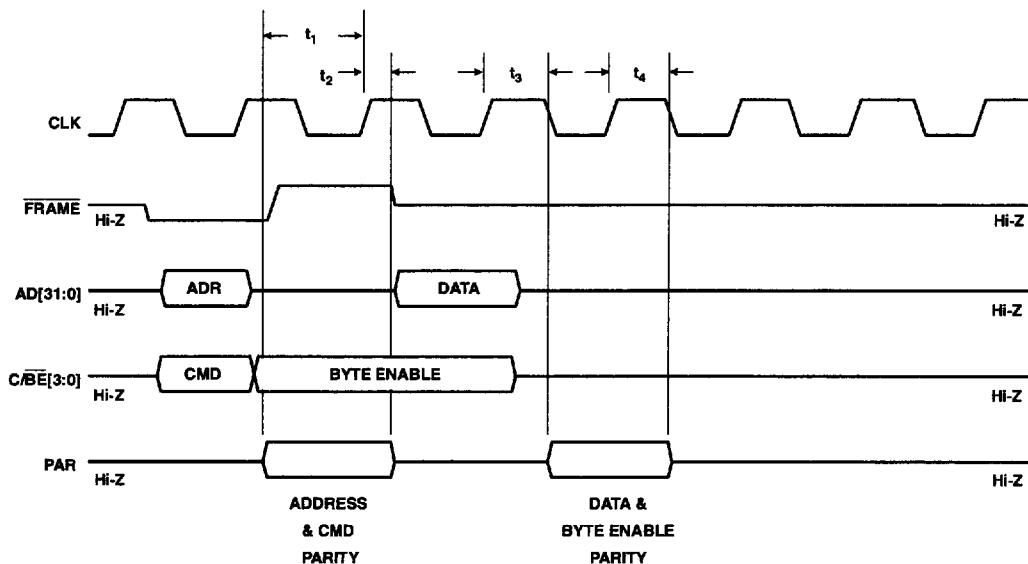 t1
t2
t3
t4
CLK
FRAME
Hi-Z
Hi-Z
AD[31:0]
ADR
DATA
Hi-Z
Hi-Z
C/BE[3:0]
CMD
BYTE ENABLE
Hi-Z
Hi-Z
PAR
Hi-Z
Hi-Z
ADDRESS
& CMD
PARITY
DATA &
BYTE ENABLE
PARITY